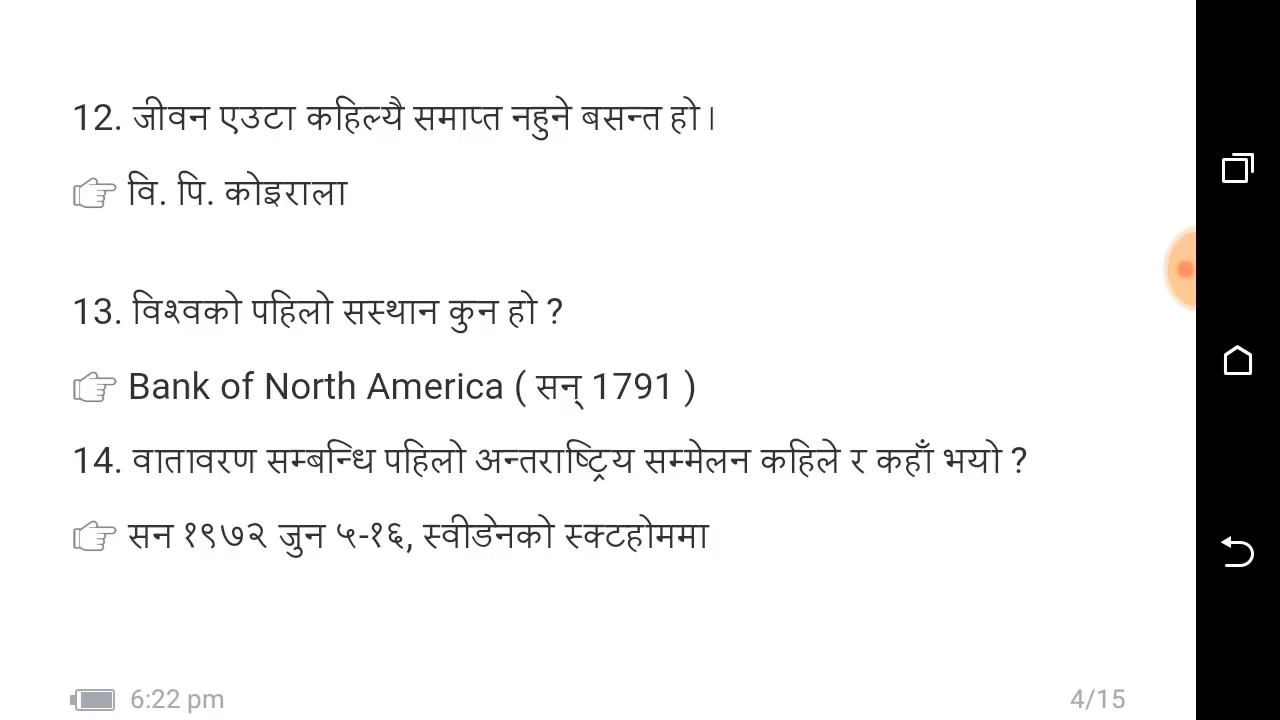 12. जीवन एउटा कहिल्यै समाप्त नहुने बसन्त हो।
👉 वि. पि. कोइराला
13. विश्वको पहिलो सस्थान कुन हो ?
👉 Bank of North America ( सन् 1791 )
14. वातावरण सम्बन्धि पहिलो अन्तराष्ट्रिय सम्मेलन कहिले र कहाँ भयो ?
👉 सन १९७२ जुन ५-१६, स्वीडेनको स्क्टहोममा
6:22 pm 4/15